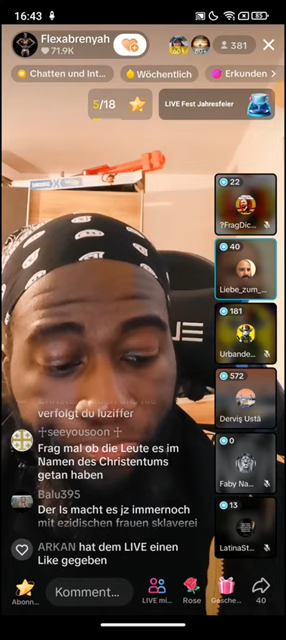 16:43
85
Flexabrenyah
71.9K
381
Chatten und Int...
Wöchentlich
Erkunden
5/18
LIVE Fest Jahresfeier
22
?FragDic...
40
Liebe_zum_...
181
Urbande...
572
Derviş Usta
0
Faby Na...
13
LatinaSt...
verfolgt du luziffer
☩seeyousoon ☩
Frag mal ob die Leute es im
Namen des Christentums
getan haben
Balu395
Der Is macht es jz immernoch
mit ezidischen frauen sklaverei
ARKAN hat dem LIVE einen
Like gegeben
Abonn...
Komment...
LIVE mi...
Rose
Gesche...
40